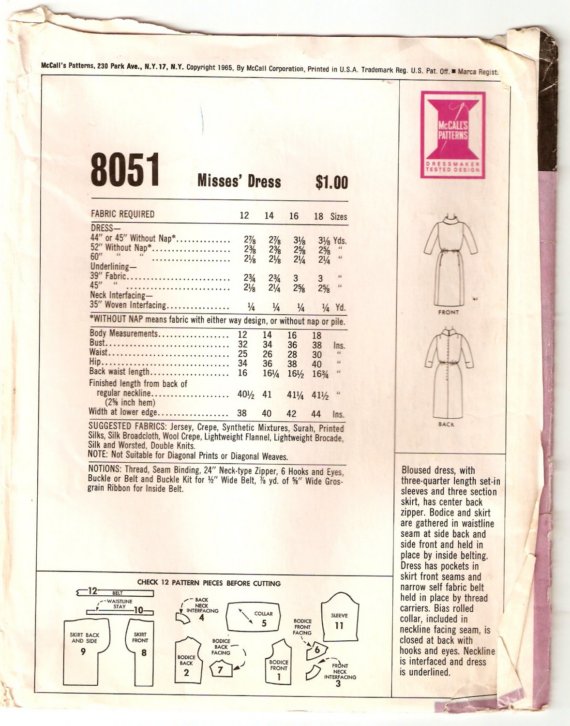 McCall's Patterns, 230 Park Ave., N.Y. 17, N.Y. Copyright 1965, By McCall Corporation, Printed in U.S.A. Trademark Reg. U.S. Pat. Off. ■ Marca Regist.
8051 Misses' Dress $1.00
FABRIC REQUIRED 12 14 16 18 Sizes
DRESS—
44" or 45" Without Nap* 2⅞ 2⅞ 3⅛ 3⅛ Yds.
52" Without Nap* 2⅜ 2⅜ 2⅝ 2⅝ "
60" " " 2⅛ 2⅛ 2¼ 2¼ "
Underlining—
39" Fabric 2¾ 2¾ 3 3 "
45" " 2⅛ 2¼ 2⅝ 2⅝ "
Neck Interfacing—
35" Woven Interfacing ¼ ¼ ¼ ¼ Yd.
*WITHOUT NAP means fabric with either way design, or without nap or pile.
Body Measurements 12 14 16 18
Bust 32 34 36 38 Ins.
Waist 25 26 28 30 "
Hip 34 36 38 40 "
Back waist length 16 16¼ 16½ 16¾ "
Finished length from back of
regular neckline 40½ 41 41¼ 41½ "
(2⅝ inch hem)
Width at lower edge 38 40 42 44 Ins.
SUGGESTED FABRICS: Jersey, Crepe, Synthetic Mixtures, Surah, Printed
Silks, Silk Broadcloth, Wool Crepe, Lightweight Flannel, Lightweight Brocade,
Silk and Worsted, Double Knits.
NOTE: Not Suitable for Diagonal Prints or Diagonal Weaves.
NOTIONS: Thread, Seam Binding, 24" Neck-type Zipper, 6 Hooks and Eyes,
Buckle or Belt and Buckle Kit for ½" Wide Belt, ⅞ yd. of ⅝" Wide Gros-
grain Ribbon for Inside Belt.
McCALL'S
PATTERNS
DRESSMAKER
TESTED DESIGN
FRONT
BACK
Bloused dress, with
three-quarter length set-in
sleeves and three section
skirt, has center back
zipper. Bodice and skirt
are gathered in waistline
seam at side back and
side front and held in
place by inside belting.
Dress has pockets in
skirt front seams and
narrow self fabric belt
held in place by thread
carriers. Bias rolled
collar, included in
neckline facing seam, is
closed at back with
hooks and eyes. Neckline
is interfaced and dress
is underlined.
CHECK 12 PATTERN PIECES BEFORE CUTTING
12 BELT
WAISTLINE
STAY 10
SKIRT BACK
AND SIDE
9
SKIRT
FRONT
8
BACK
NECK
INTERFACING
4
COLLAR
5
SLEEVE
11
BODICE
BACK
2
BODICE
BACK
FACING
7
BODICE
FRONT
FACING
6
BODICE
FRONT
1
FRONT
NECK
INTERFACING
3